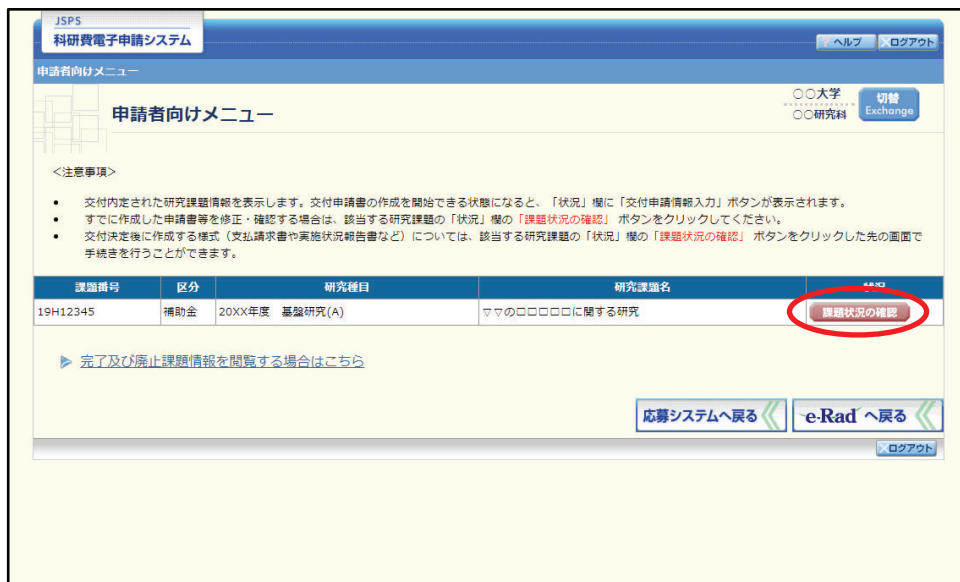 JSPS
科研費電子申請システム
ヘルプ
ログアウト
申請者向けメニュー
申請者向けメニュー
○○大学
○○研究科
切替
Exchange
<注意事項>
• 交付内定された研究課題情報を表示します。交付申請書の作成を開始できる状態になると、「状況」欄に「交付申請情報入力」ボタンが表示されます。
• すでに作成した申請書等を修正・確認する場合は、該当する研究課題の「状況」欄の「課題状況の確認」 ボタンをクリックしてください。
• 交付決定後に作成する様式（支払請求書や実施状況報告書など）については、該当する研究課題の「状況」欄の「課題状況の確認」 ボタンをクリックした先の画面で
手続きを行うことができます。
課題番号 区分 研究種目 研究課題名 状況
19H12345 補助金 20XX年度 基盤研究(A) ▽▽の□□□□□に関する研究 課題状況の確認
完了及び廃止課題情報を閲覧する場合はこちら
応募システムへ戻る
e-Rad へ戻る
ログアウト